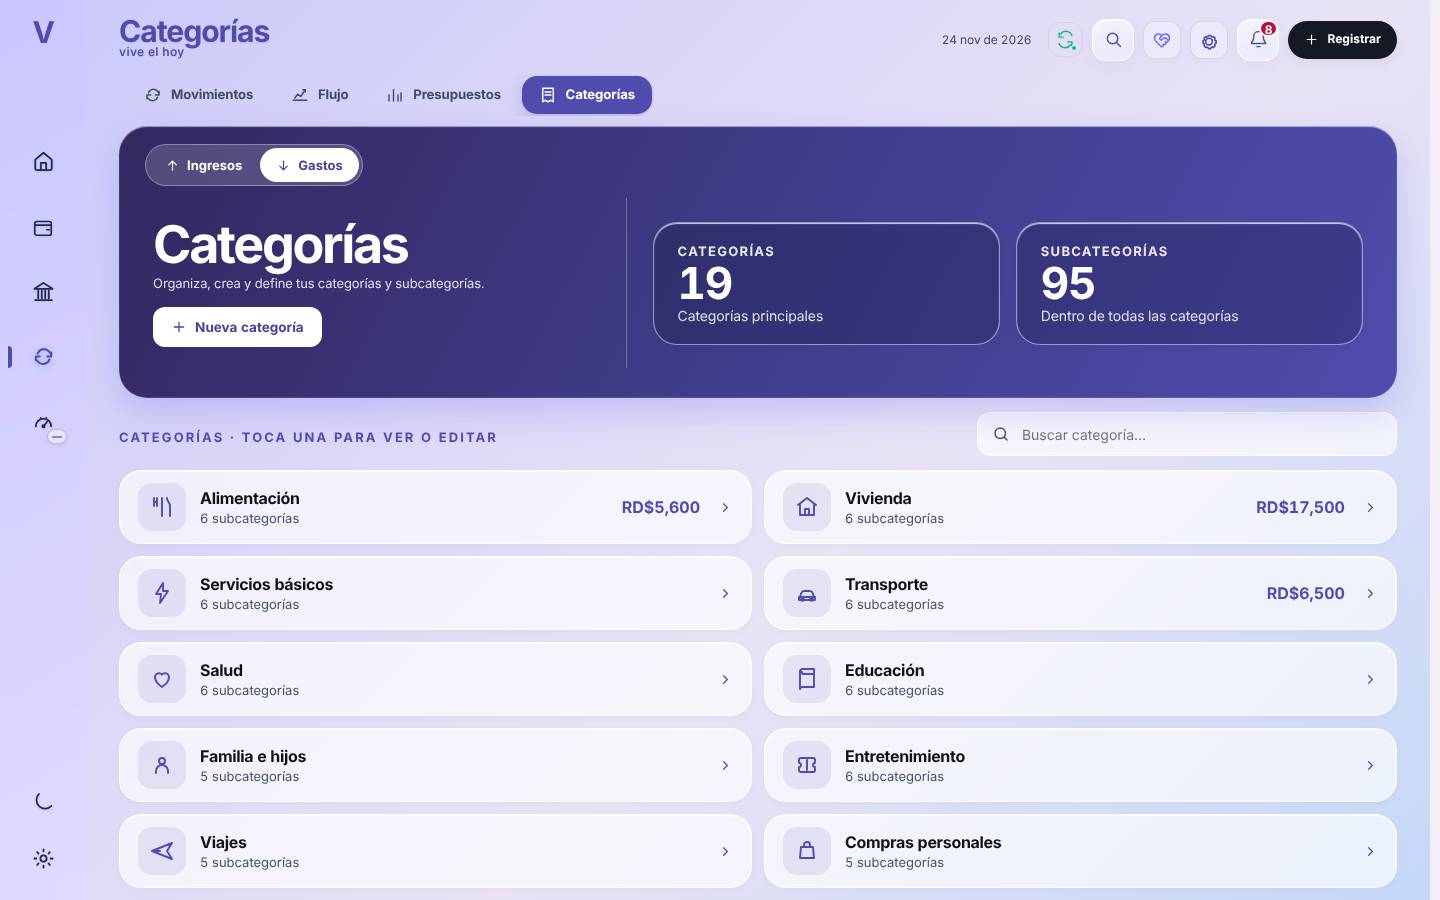 V
Categorías
vive el hoy
24 nov de 2026
8
Registrar
Movimientos
Flujo
Presupuestos
Categorías
Ingresos
Gastos
Categorías
Organiza, crea y define tus categorías y subcategorías.
Nueva categoría
CATEGORÍAS
19
Categorías principales
SUBCATEGORÍAS
95
Dentro de todas las categorías
CATEGORÍAS · TOCA UNA PARA VER O EDITAR
Buscar categoría...
Alimentación
6 subcategorías
RD$5,600
Vivienda
6 subcategorías
RD$17,500
Servicios básicos
6 subcategorías
Transporte
6 subcategorías
RD$6,500
Salud
6 subcategorías
Educación
6 subcategorías
Familia e hijos
5 subcategorías
Entretenimiento
6 subcategorías
Viajes
5 subcategorías
Compras personales
5 subcategorías